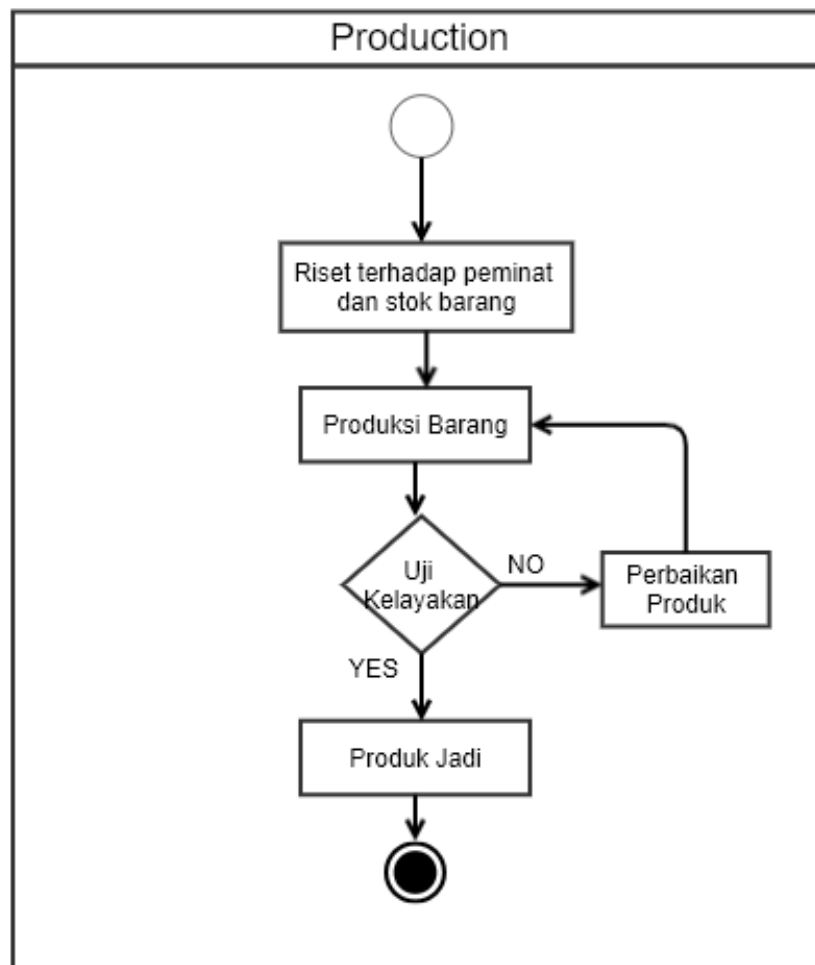 Production
Riset terhadap peminat
dan stok barang
Produksi Barang
Uji
Kelayakan
NO
Perbaikan
Produk
YES
Produk Jadi